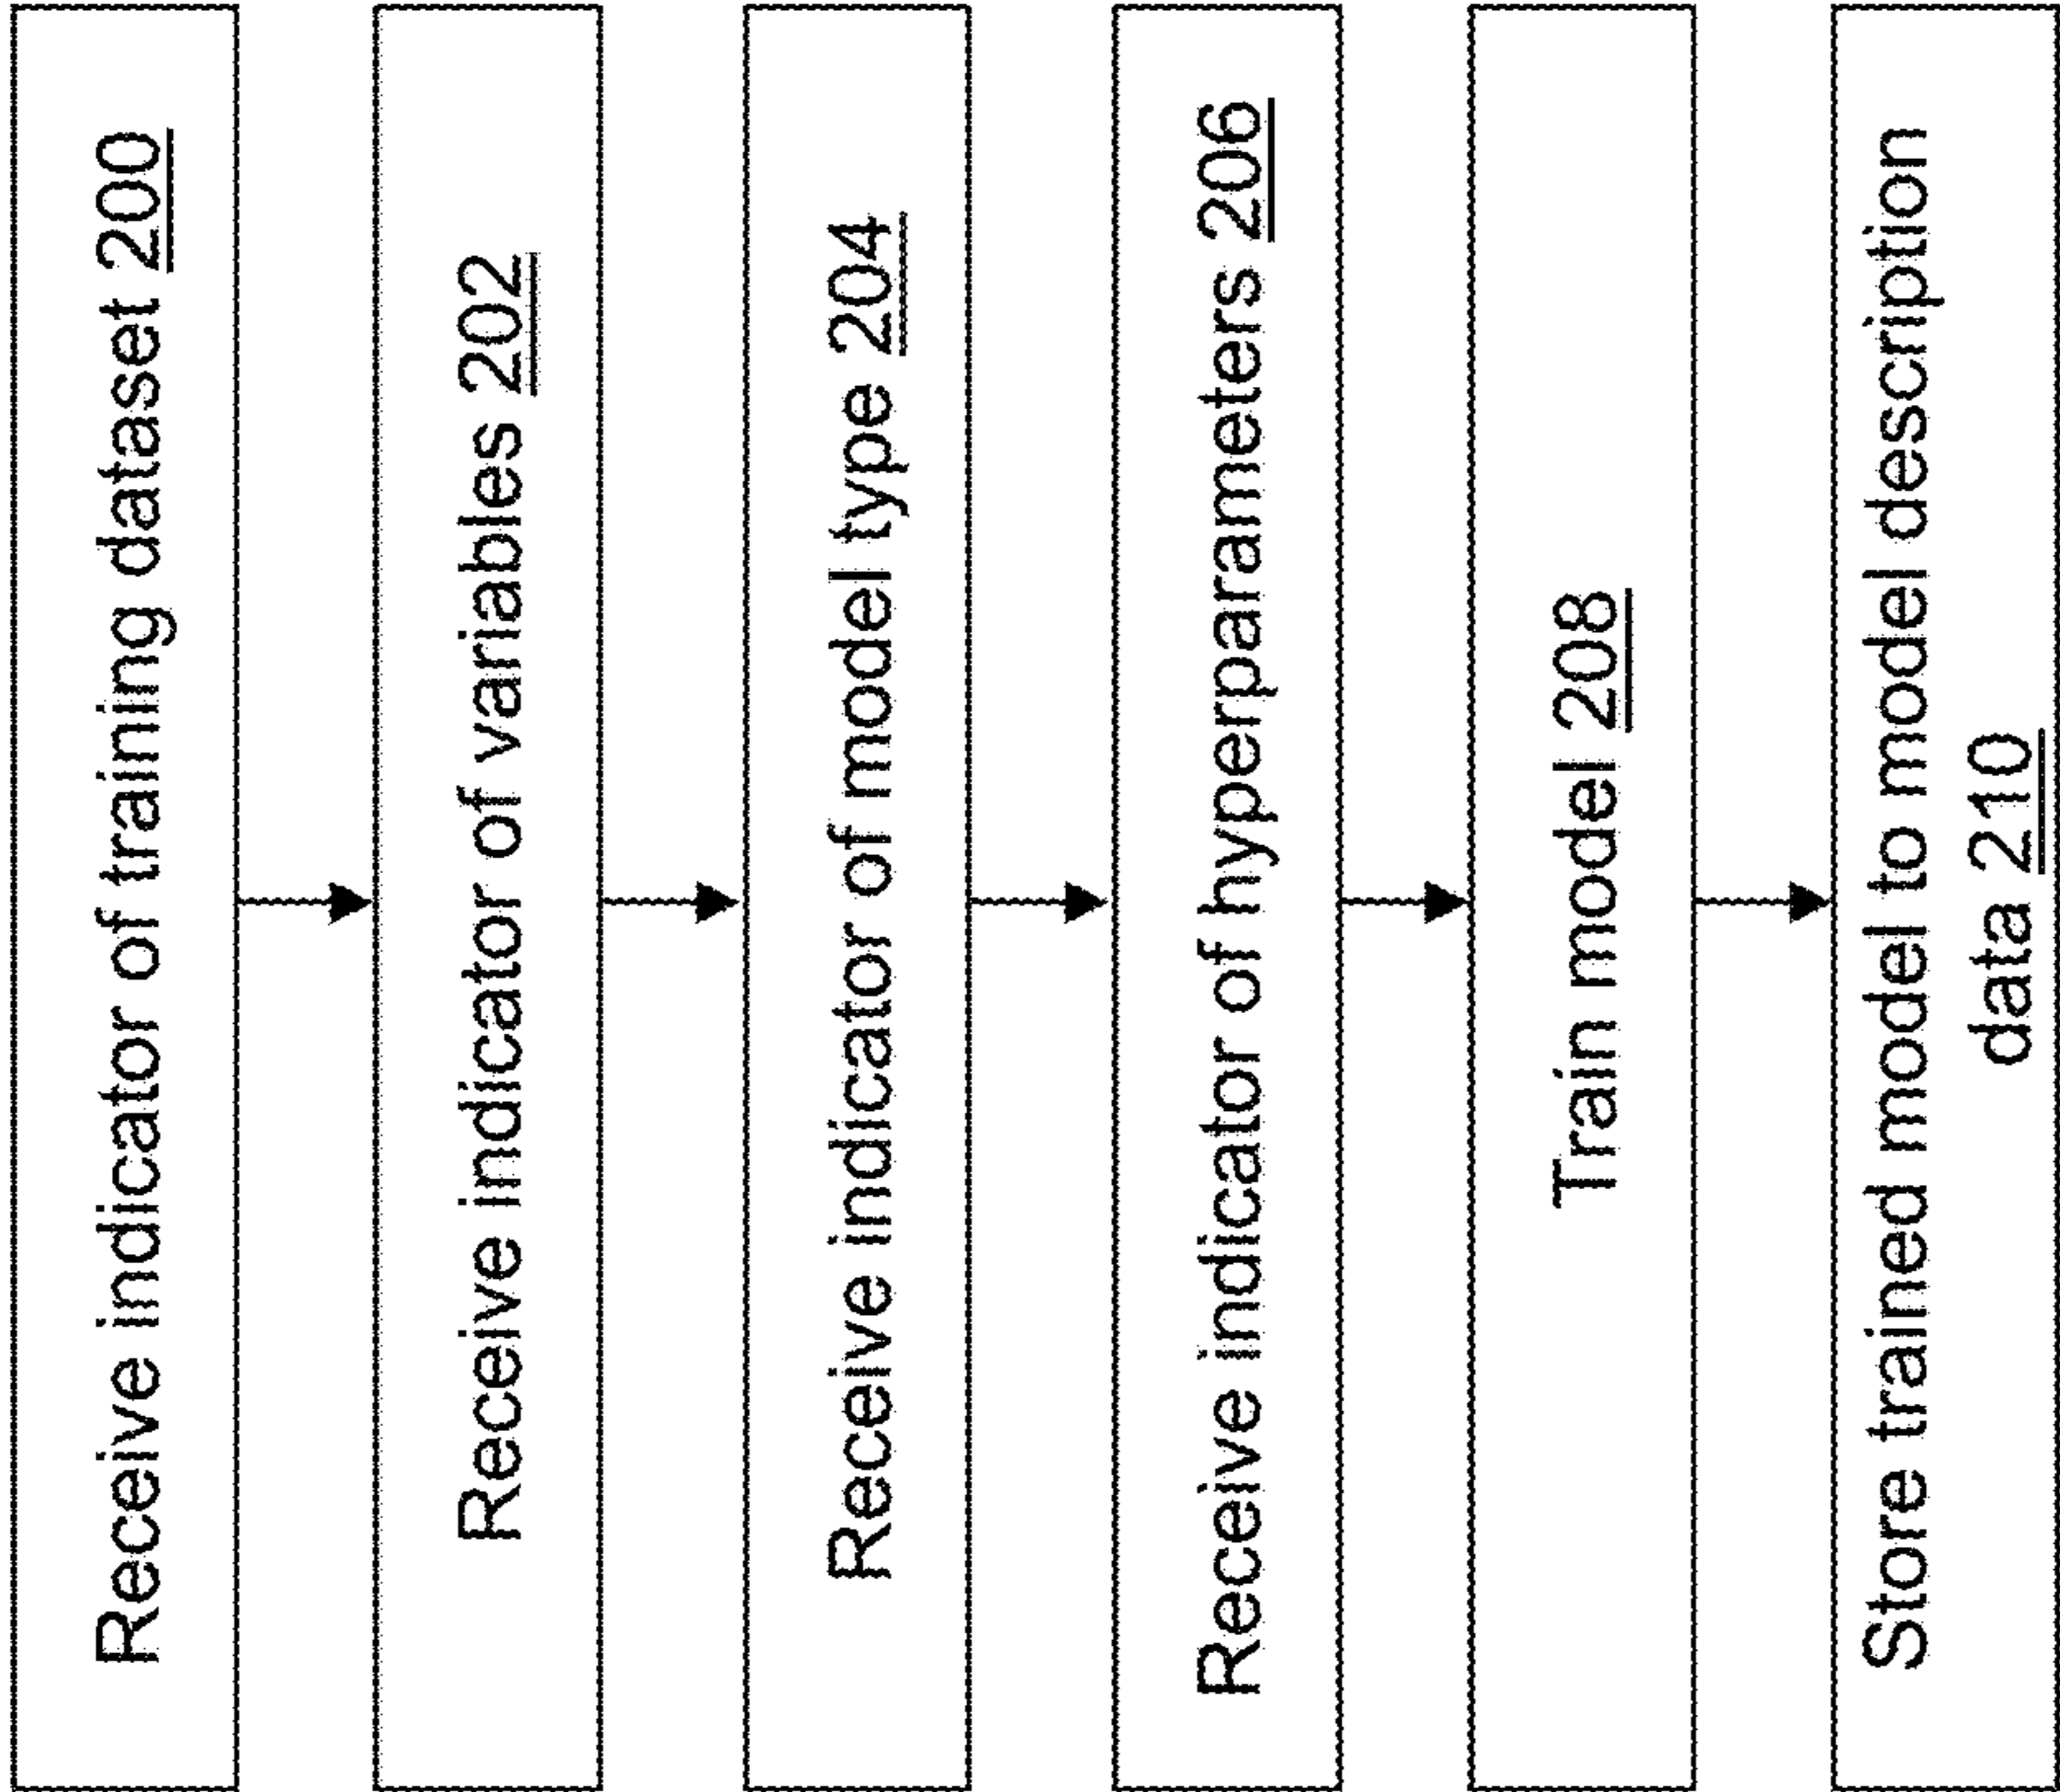 Receive indicator of training dataset 200
Receive indicator of variables 202
Receive indicator of model type 204
Receive indicator of hyperparameters 206
Train model 208
Store trained model to model description
data 210